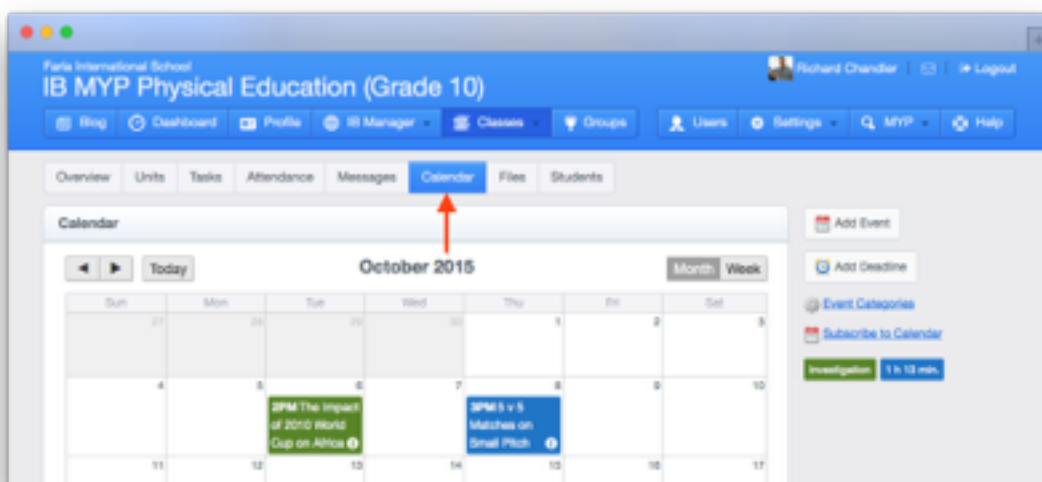 Faria International School
IB MYP Physical Education (Grade 10)
Richard Chandler Logout
Blog Dashboard Profile IB Manager Classes Groups Users Settings MYP Help
Overview Units Tasks Attendance Messages Calendar Files Students
Calendar
Add Event
Today October 2015 Month Week
Add Deadline
Sun Mon Tue Wed Thu Fri Sat
Event Categories
27 28 29 30 1 2 3
Subscribe to Calendar
Investigation 1 h 13 min.
4 5 6 7 8 9 10
2PM The Impact
of 2010 World
Cup on Africa
3PM 5 v 5
Matches on
Small Pitch
11 12 13 14 15 16 17